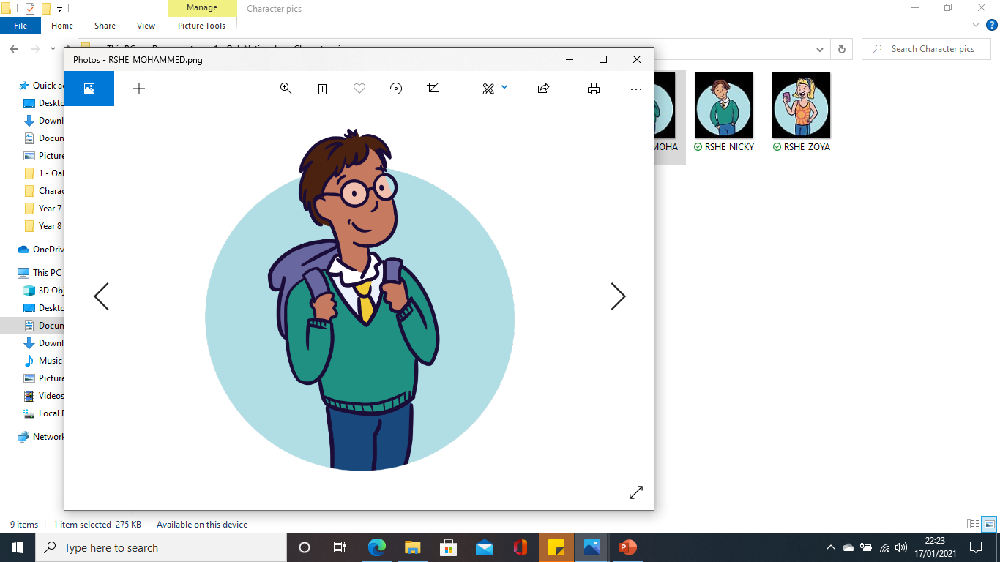 Manage
Character pics
File
Home
Share
View
Picture Tools
Search Character pics
Photos - RSHE_MOHAMMED.png
MOHA
RSHE_NICKY
RSHE_ZOYA
Quick
Deskto
Downl
Docum
Picture
1 - Oak
Charac
Year 7
Year 8
OneDriv
This PC
3D Obj
Deskto
Docum
Downl
Music
Picture
Videos
Local D
Network
9 items
1 item selected 275 KB
Available on this device
Type here to search
22:23
17/01/2021